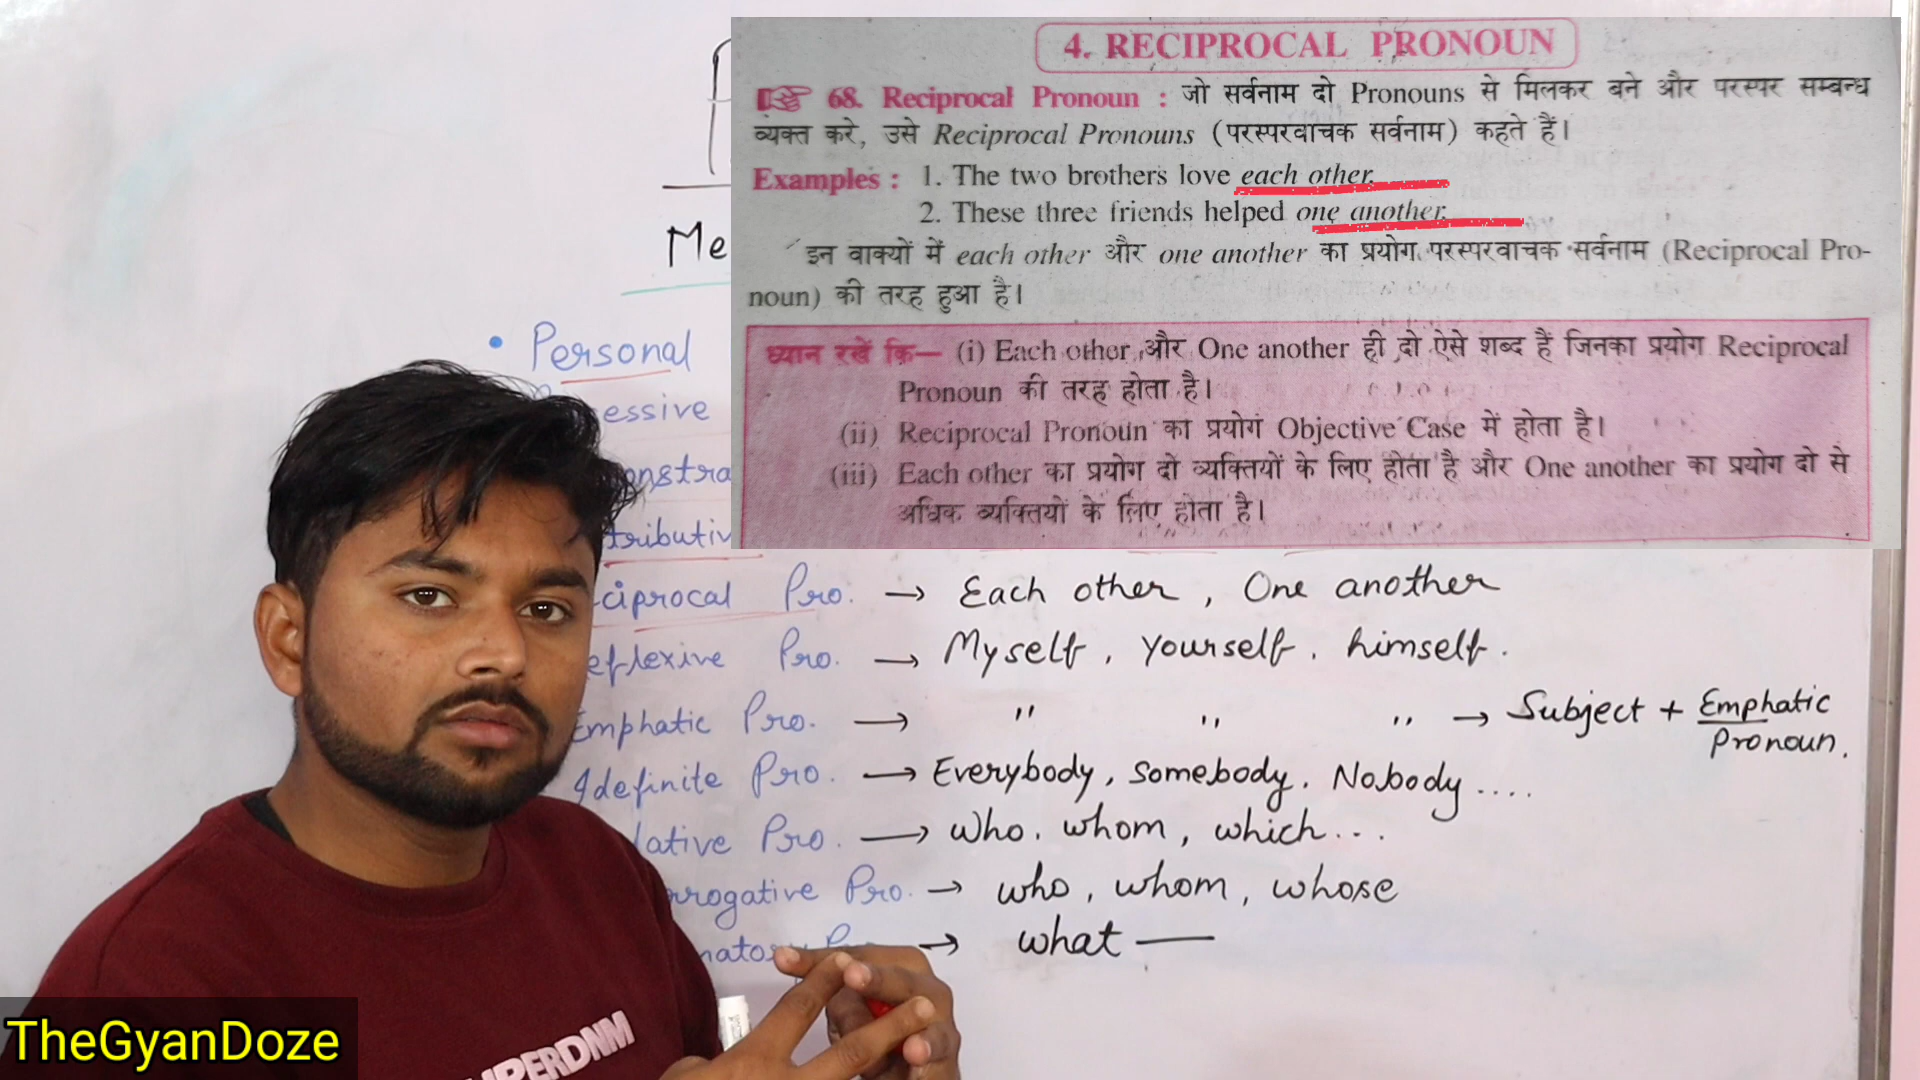 4. RECIPROCAL PRONOUN
68. Reciprocal Pronoun : जो सर्वनाम दो Pronouns से मिलकर बने और परस्पर सम्बन्ध
व्यक्त करे, उसे Reciprocal Pronouns (परस्परवाचक सर्वनाम) कहते हैं।
Examples : 1. The two brothers love each other.
2. These three friends helped one another.
इन वाक्यों में each other और one another का प्रयोग परस्परवाचक सर्वनाम (Reciprocal Pro-
noun) की तरह हुआ है।
ध्यान रखें कि— (i) Each other और One another ही दो ऐसे शब्द हैं जिनका प्रयोग Reciprocal
Pronoun की तरह होता है।
(ii) Reciprocal Pronoun का प्रयोग Objective Case में होता है।
(iii) Each other का प्रयोग दो व्यक्तियों के लिए होता है और One another का प्रयोग दो से
अधिक व्यक्तियों के लिए होता है।
Me
• Personal
essive
onstra
tributiv
ciprocal Pro. → Each other, One another
eflexive Pro. → Myself, yourself, himself.
Emphatic Pro. → " " " → Subject + Emphatic
Pronoun.
Idefinite Pro. → Everybody, Somebody, Nobody....
lative Pro. → Who, whom, which...
rrogative Pro. → who, whom, whose
mato → what —
TheGyanDoze
PERDNM